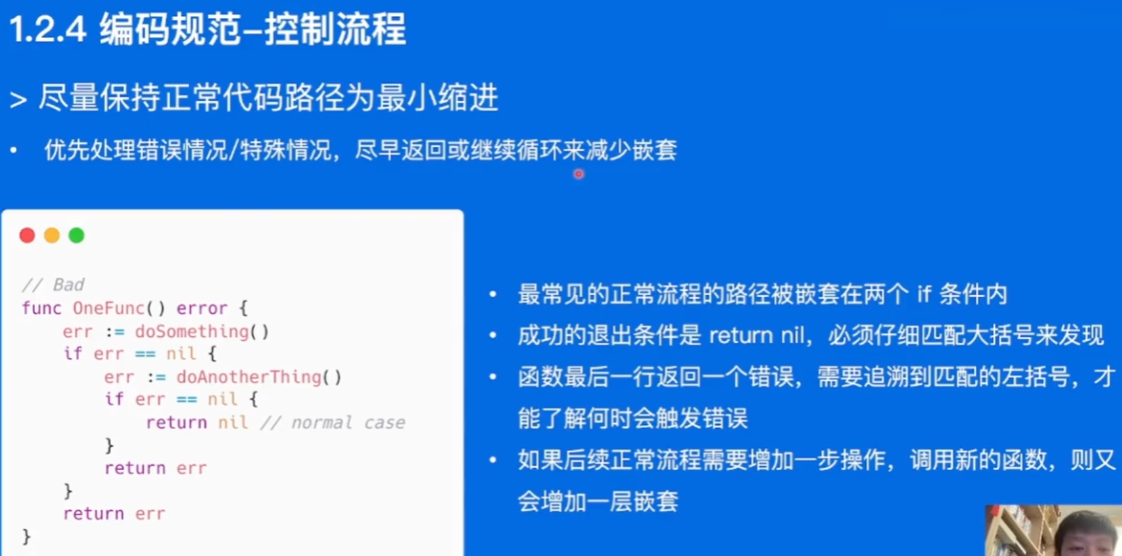 1.2.4 编码规范–控制流程
> 尽量保持正常代码路径为最小缩进
• 优先处理错误情况/特殊情况，尽早返回或继续循环来减少嵌套
// Bad
func OneFunc() error {
    err := doSomething()
    if err == nil {
        err := doAnotherThing()
        if err == nil {
            return nil // normal case
        }
        return err
    }
    return err
}
• 最常见的正常流程的路径被嵌套在两个 if 条件内
• 成功的退出条件是 return nil，必须仔细匹配大括号来发现
• 函数最后一行返回一个错误，需要追溯到匹配的左括号，才
能了解何时会触发错误
• 如果后续正常流程需要增加一步操作，调用新的函数，则又
会增加一层嵌套